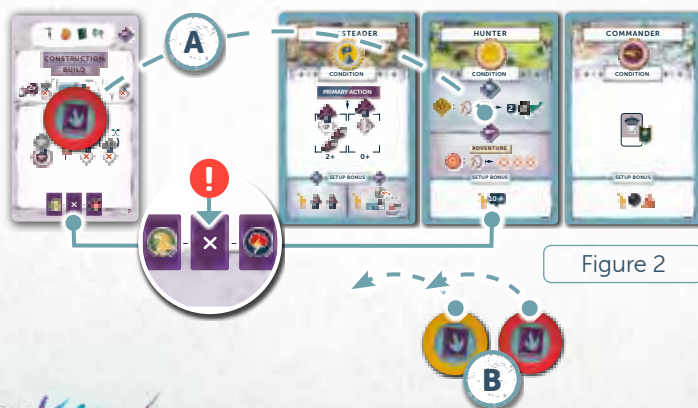 CONSTRUCTION
BUILD
A
STEADER
CONDITION
PRIMARY ACTION
2+ 0+
SETUP BONUS
HUNTER
CONDITION
2
ADVENTURE
SETUP BONUS
10
COMMANDER
CONDITION
SETUP BONUS
!
×
×
Figure 2
B